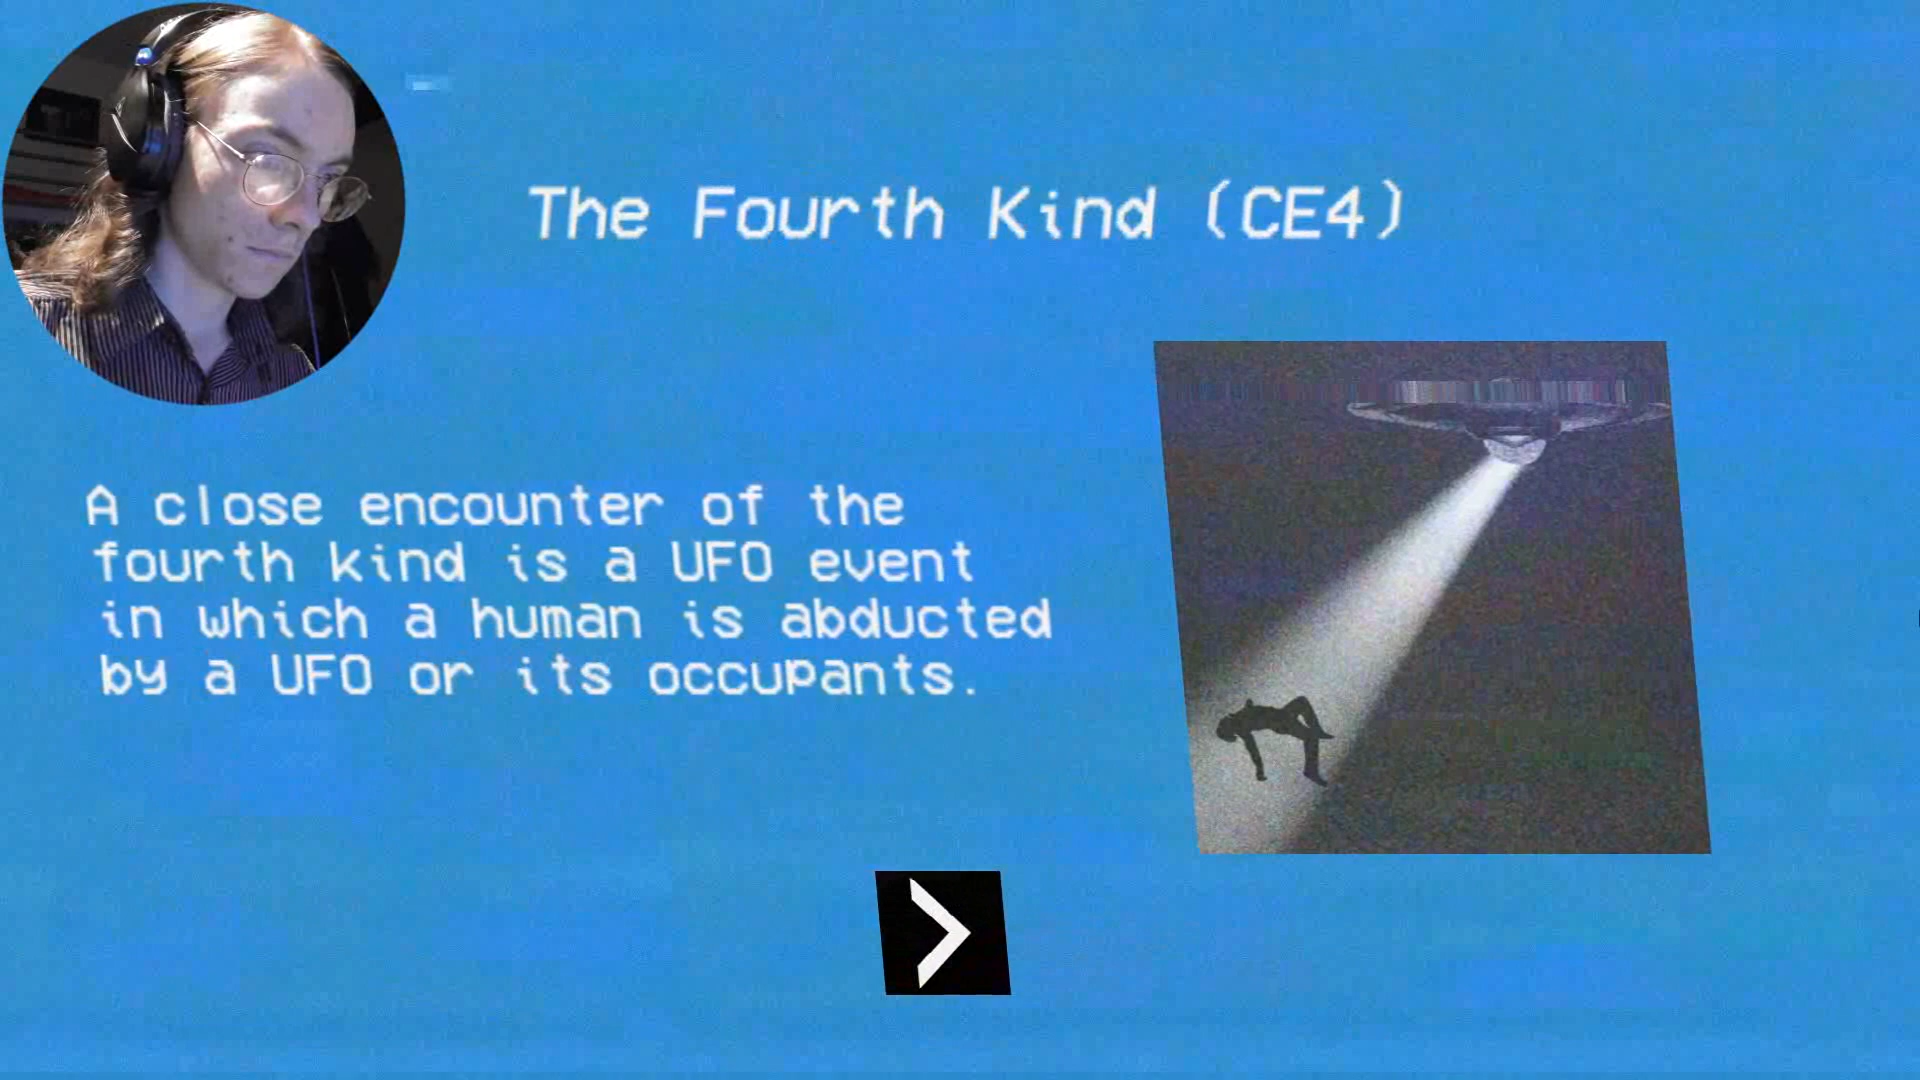 The Fourth Kind (CE4)
A close encounter of the
fourth kind is a UFO event
in which a human is abducted
by a UFO or its occupants.